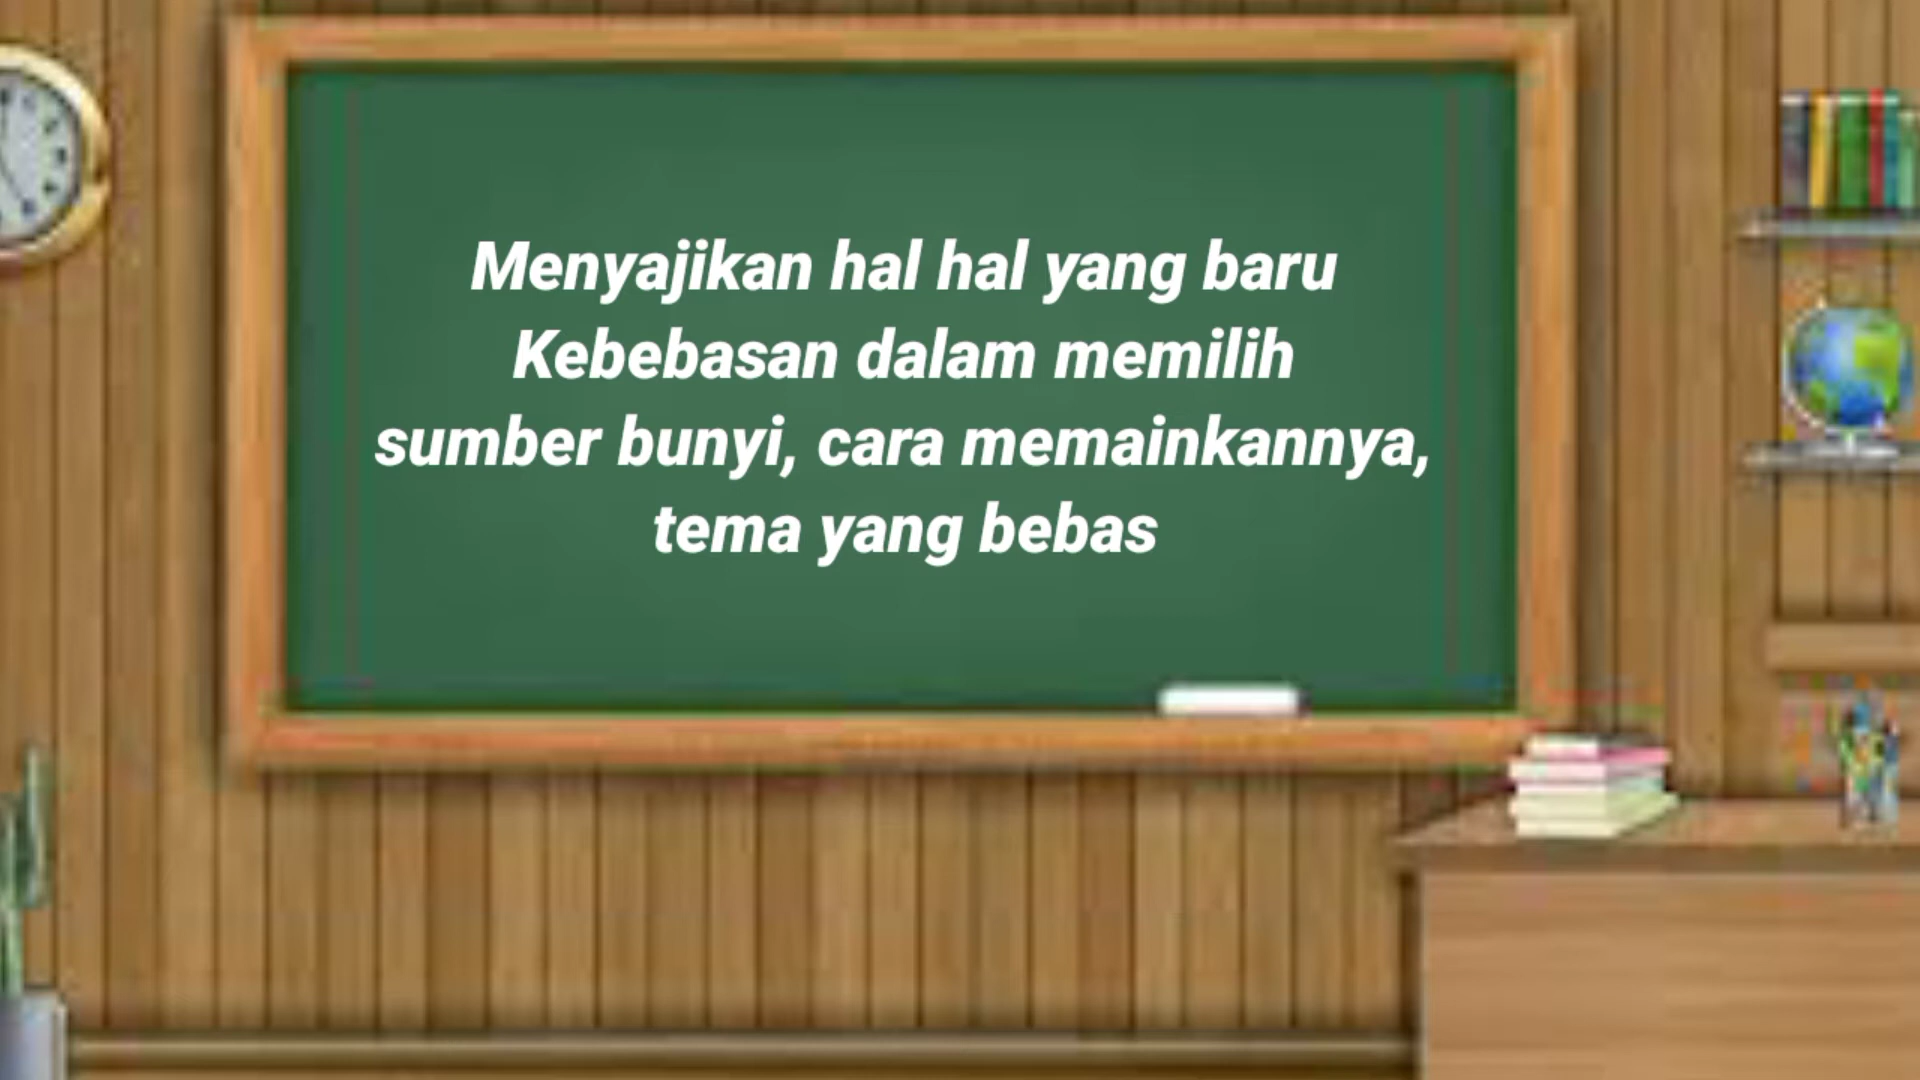 Menyajikan hal hal yang baru
Kebebasan dalam memilih
sumber bunyi, cara memainkannya,
tema yang bebas